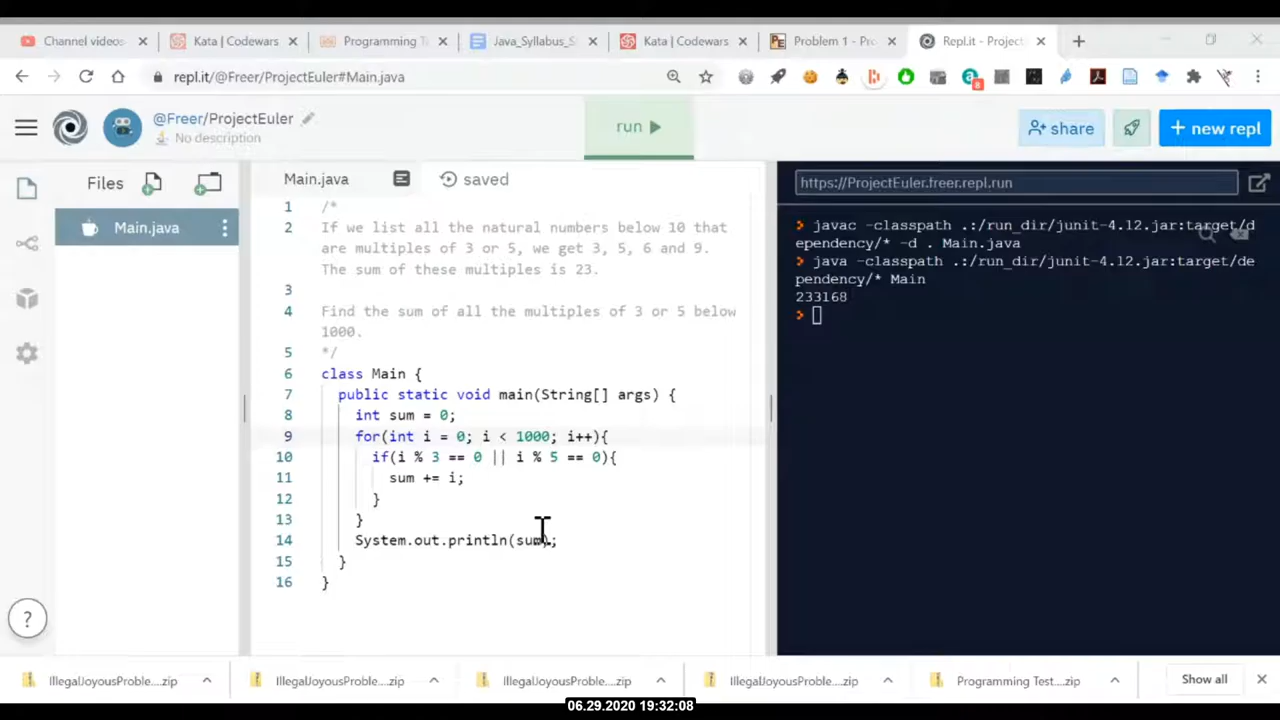 Channel videos
Kata | Codewars
Programming T
Java_Syllabus_S
Kata | Codewars
Problem 1 - Pro
Repl.it - Project
repl.it/@Freer/ProjectEuler#Main.java
8
@Freer/ProjectEuler
No description
run
share
+ new repl
Files
Main.java
Main.java
saved
1 /*
2 If we list all the natural numbers below 10 that
are multiples of 3 or 5, we get 3, 5, 6 and 9.
The sum of these multiples is 23.
3
4 Find the sum of all the multiples of 3 or 5 below
1000.
5 */
6 class Main {
7 public static void main(String[] args) {
8 int sum = 0;
9 for(int i = 0; i < 1000; i++){
10 if(i % 3 == 0 || i % 5 == 0){
11 sum += i;
12 }
13 }
14 System.out.println(sum);
15 }
16 }
https://ProjectEuler.freer.repl.run
javac -classpath .:/run_dir/junit-4.12.jar:target/d
ependency/* -d . Main.java
java -classpath .:/run_dir/junit-4.12.jar:target/de
pendency/* Main
233168
?
IllegalJoyousProble....zip
IllegalJoyousProble....zip
IllegalJoyousProble....zip
IllegalJoyousProble....zip
Programming Test....zip
Show all
06.29.2020 19:32:08